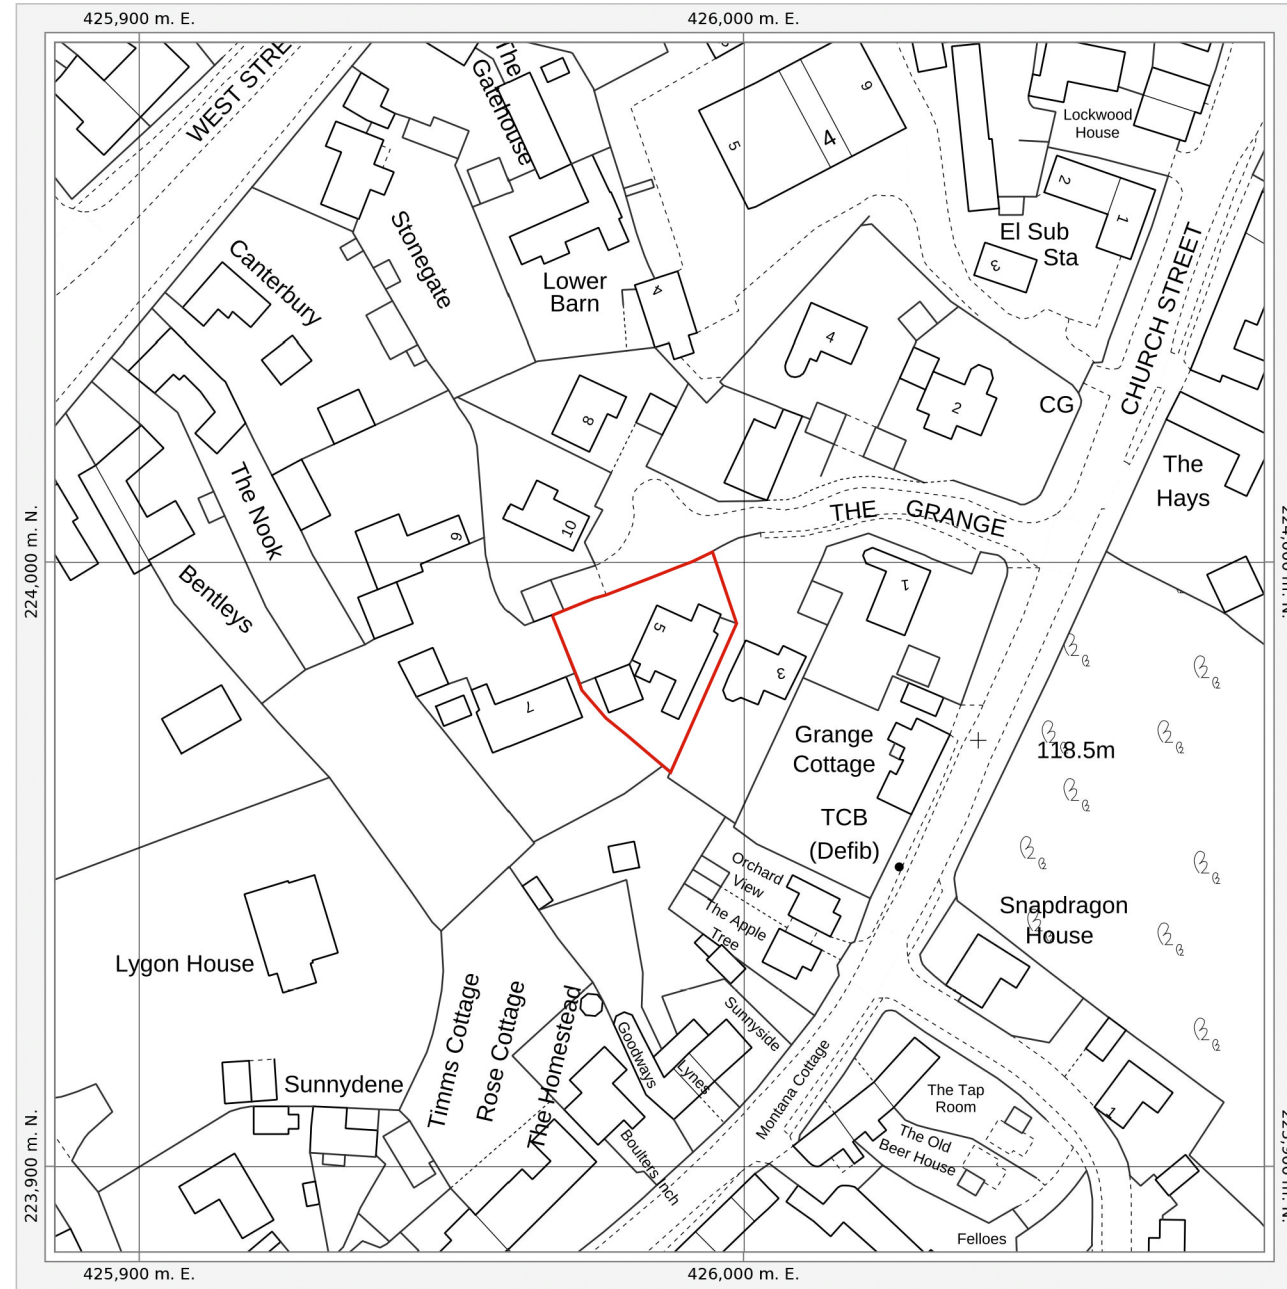 425,900 m. E.
426,000 m. E.
WEST STRE
The
Gatehouse
5
4
6
Lockwood
House
2
1
El Sub
Sta
3
Stonegate
Canterbury
Lower
Barn
4
4
2
CG
CHURCH STREET
8
The
Hays
The Nook
10
9
THE GRANGE
224,000 m. N.
Bentleys
1
5
3
7
Grange
Cottage
118.5m
TCB
(Defib)
Orchard
View
The Apple
Tree
Snapdragon
House
Lygon House
Timms Cottage
Rose Cottage
The Homestead
Goodways
Sunnyside
Lynes
Montana Cottage
Sunnydene
The Tap
Room
1
The Old
Beer House
Boulters
nch
223,900 m. N.
Felloes
425,900 m. E.
426,000 m. E.